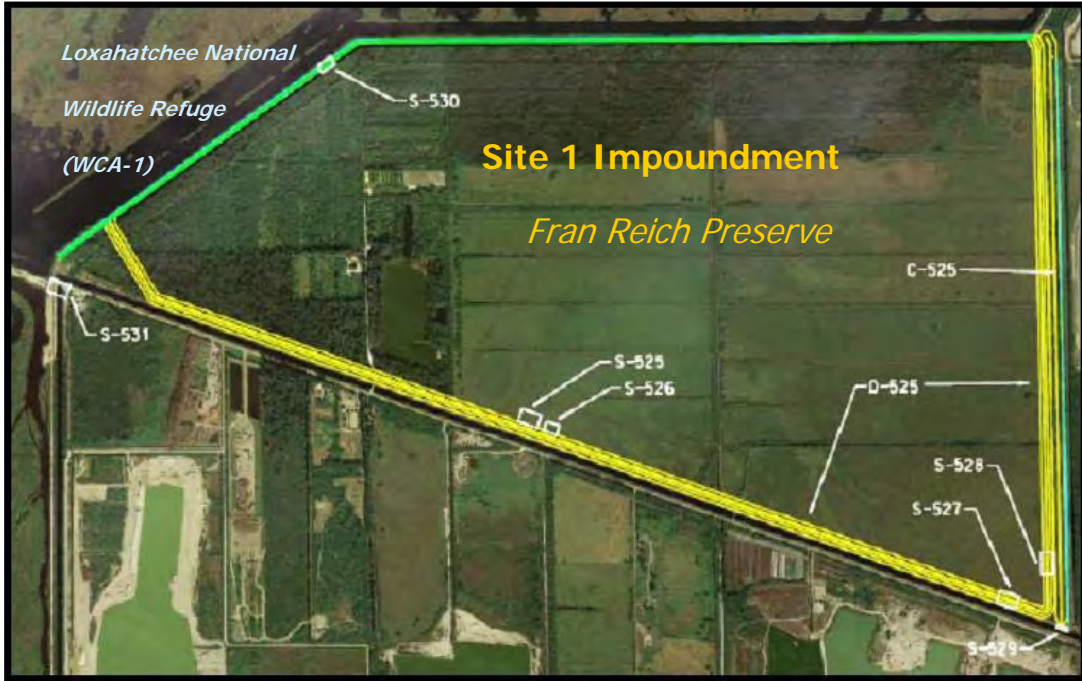 Loxahatchee National
Wildlife Refuge
(WCA-1)
S-530
Site 1 Impoundment
Fran Reich Preserve
C-525
S-531
S-525
S-526
D-525
S-528
S-527
S-529